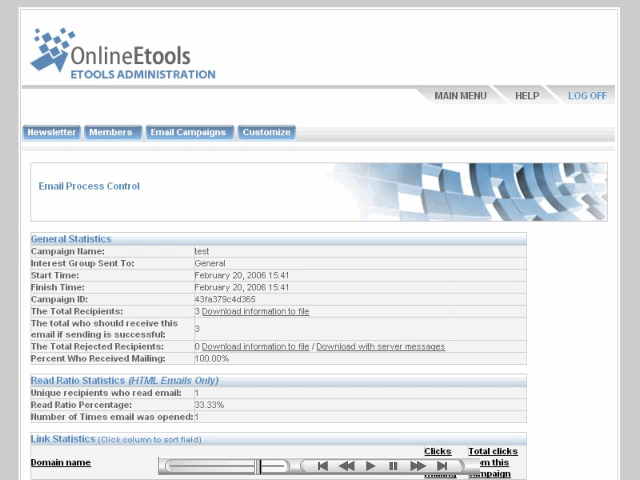 OnlineEtools
ETOOLS ADMINISTRATION
MAIN MENU HELP LOG OFF
Newsletter Members Email Campaigns Customize
Email Process Control
General Statistics
Campaign Name: test
Interest Group Sent To: General
Start Time: February 20, 2006 15:41
Finish Time: February 20, 2006 15:41
Campaign ID: 43fa379c4d365
The Total Recipients: 3 Download information to file
The total who should receive this
email if sending is successful: 3
The Total Rejected Recipients: 0 Download information to file / Download with server messages
Percent Who Received Mailing: 100.00%
Read Ratio Statistics (HTML Emails Only)
Unique recipients who read email: 1
Read Ratio Percentage: 33.33%
Number of Times email was opened: 1
Link Statistics (Click column to sort field)
Clicks Total clicks
Domain name this